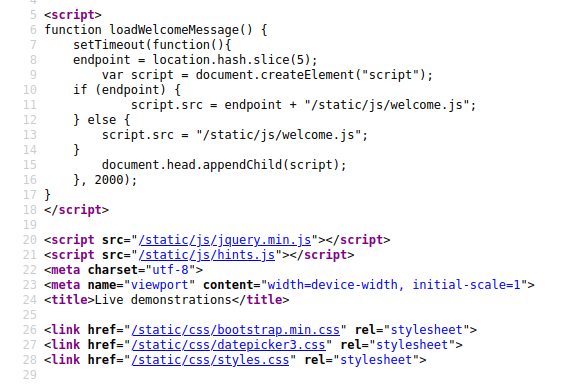 5 <script>
6 function loadWelcomeMessage() {
7     setTimeout(function(){
8     endpoint = location.hash.slice(5);
9         var script = document.createElement("script");
10     if (endpoint) {
11             script.src = endpoint + "/static/js/welcome.js";
12     } else {
13         script.src = "/static/js/welcome.js";
14     }
15         document.head.appendChild(script);
16     }, 2000);
17 }
18 </script>
19
20 <script src="/static/js/jquery.min.js"></script>
21 <script src="/static/js/hints.js"></script>
22 <meta charset="utf-8">
23 <meta name="viewport" content="width=device-width, initial-scale=1">
24 <title>Live demonstrations</title>
25
26 <link href="/static/css/bootstrap.min.css" rel="stylesheet">
27 <link href="/static/css/datepicker3.css" rel="stylesheet">
28 <link href="/static/css/styles.css" rel="stylesheet">
29